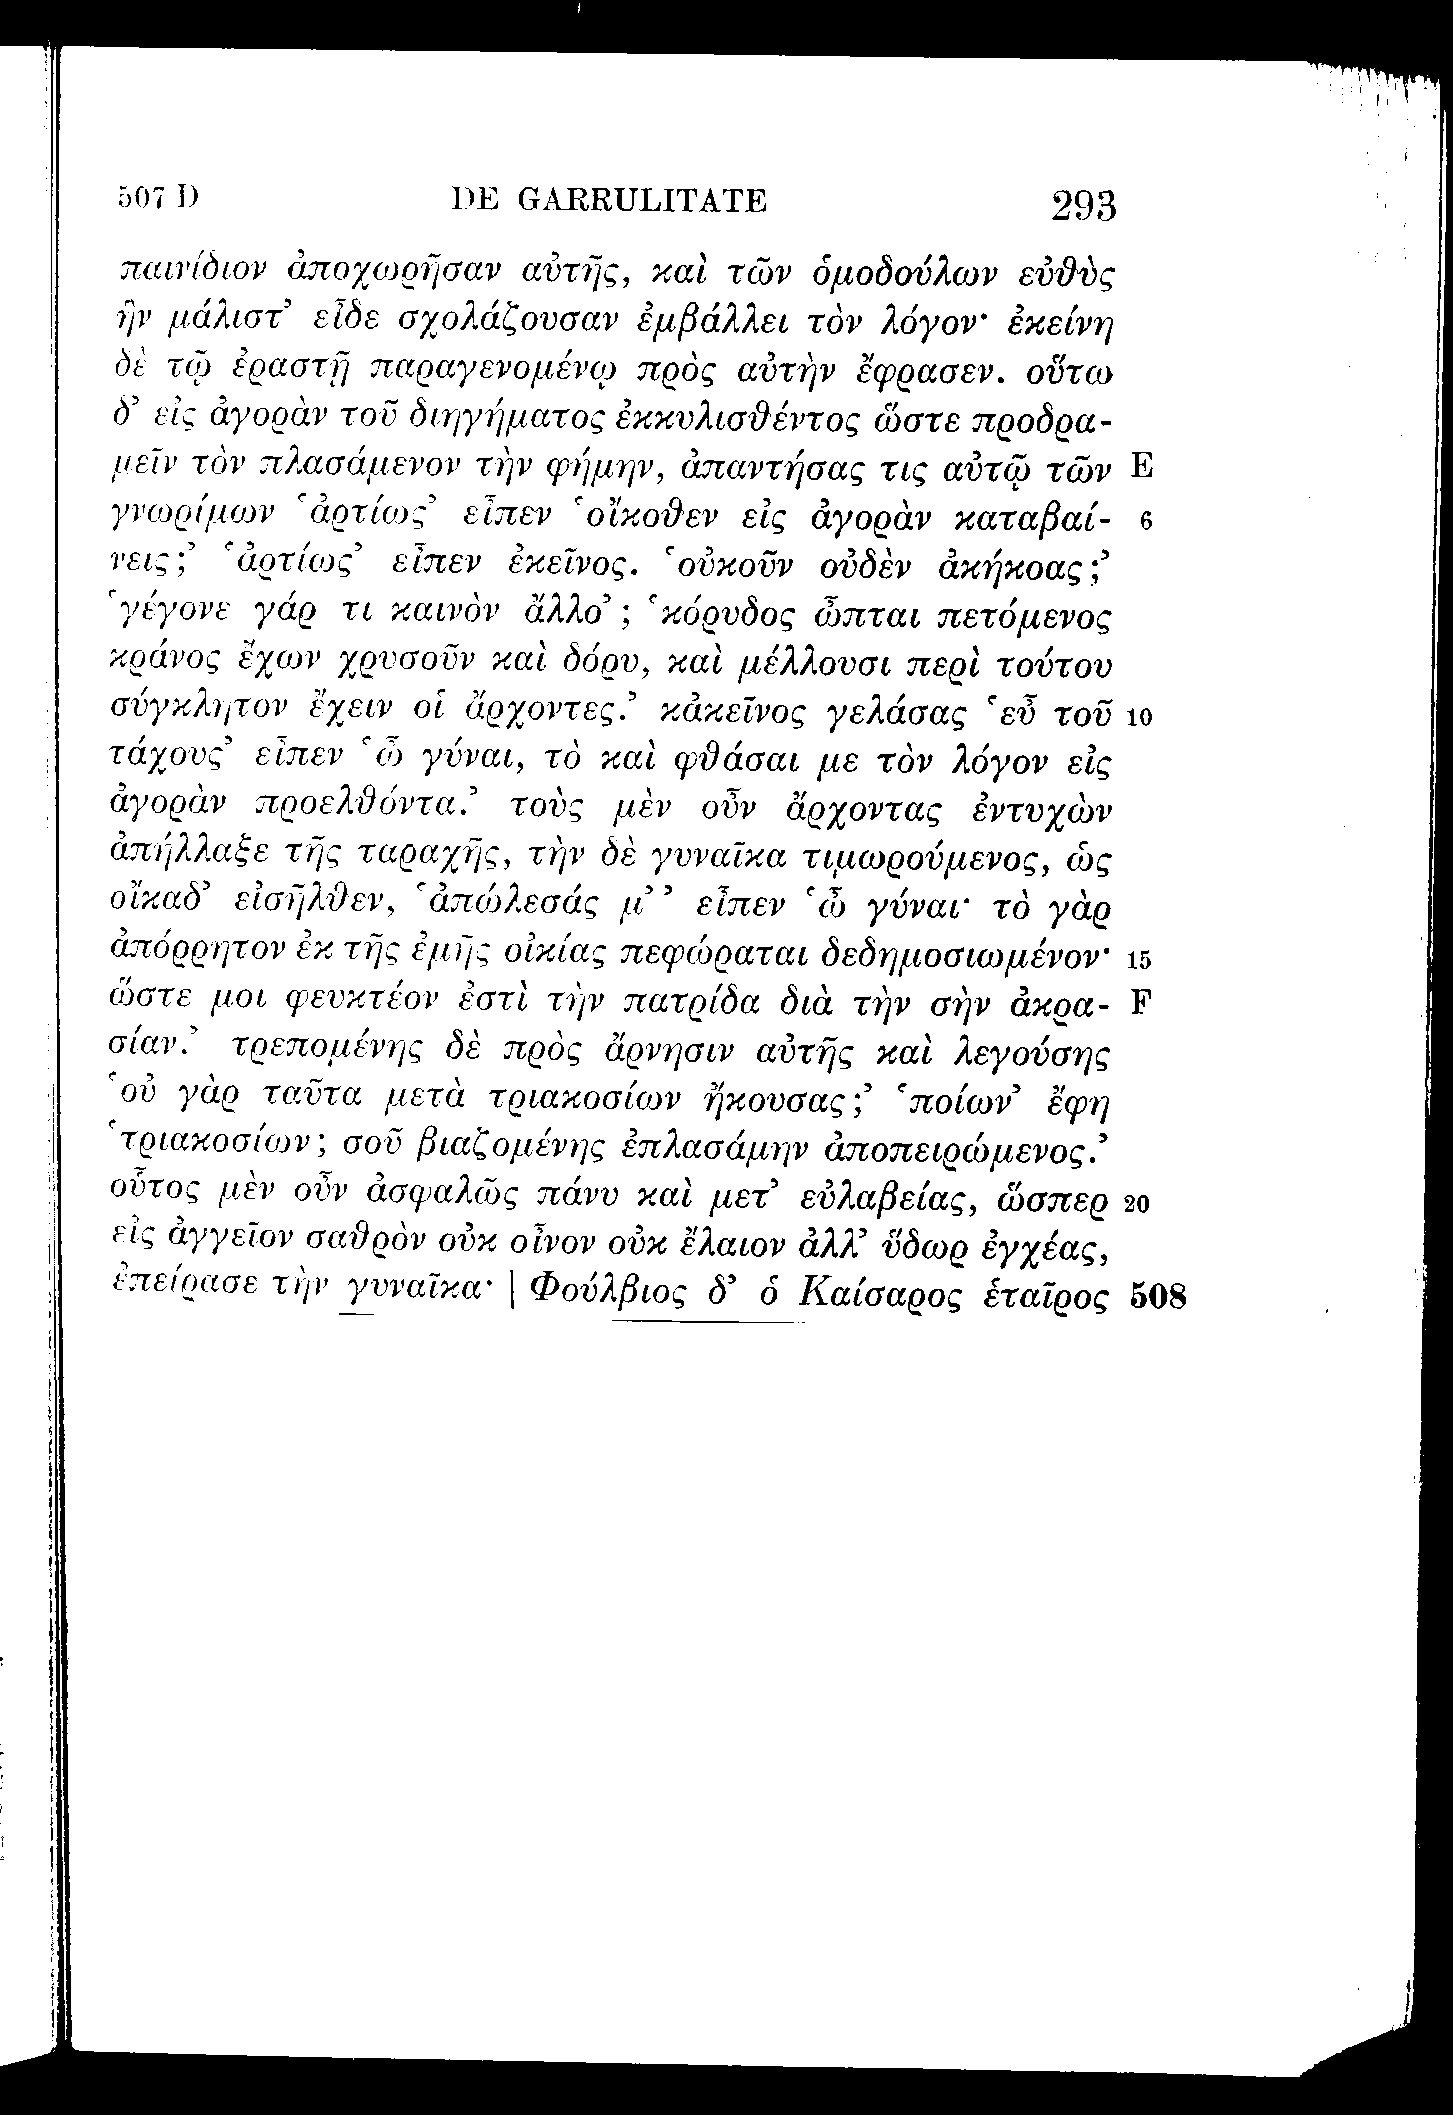 507 D DE GARRULITATE 293
παινίδιον ἀποχωρῆσαν αὐτῆς, καὶ τῶν ὁμοδούλων εὐθὺς
ἣν μάλιστ’ εἶδε σχολάζουσαν ἐμβάλλει τὸν λόγον· ἐκείνη
δὲ τῷ ἐραστῇ παραγενομένῳ πρὸς αὐτὴν ἔφρασεν. οὕτω
δ’ εἰς ἀγορὰν τοῦ διηγήματος ἐκκυλισθέντος ὥστε προδρα-
μεῖν τὸν πλασάμενον τὴν φήμην, ἀπαντήσας τις αὐτῷ τῶν E
γνωρίμων ‘ἀρτίως’ εἶπεν ‘οἴκοθεν εἰς ἀγορὰν καταβαί- 6
νεις;’ ‘ἀρτίως’ εἶπεν ἐκεῖνος. ‘οὐκοῦν οὐδὲν ἀκήκοας;’
‘γέγονε γάρ τι καινὸν ἄλλο’; ‘κόρυδος ὦπται πετόμενος
κράνος ἔχων χρυσοῦν καὶ δόρυ, καὶ μέλλουσι περὶ τούτου
σύγκλητον ἔχειν οἱ ἄρχοντες.’ κἀκεῖνος γελάσας ‘εὖ τοῦ 10
τάχους’ εἶπεν ‘ὦ γύναι, τὸ καὶ φθάσαι με τὸν λόγον εἰς
ἀγορὰν προελθόντα.’ τοὺς μὲν οὖν ἄρχοντας ἐντυχὼν
ἀπήλλαξε τῆς ταραχῆς, τὴν δὲ γυναῖκα τιμωρούμενος, ὡς
οἴκαδ’ εἰσῆλθεν, ‘ἀπώλεσάς μ’ ’ εἶπεν ‘ὦ γύναι· τὸ γὰρ
ἀπόρρητον ἐκ τῆς ἐμῆς οἰκίας πεφώραται δεδημοσιωμένον· 15
ὥστε μοι φευκτέον ἐστὶ τὴν πατρίδα διὰ τὴν σὴν ἀκρα- F
σίαν.’ τρεπομένης δὲ πρὸς ἄρνησιν αὐτῆς καὶ λεγούσης
‘οὐ γὰρ ταῦτα μετὰ τριακοσίων ἤκουσας;’ ‘ποίων’ ἔφη
‘τριακοσίων; σοῦ βιαζομένης ἐπλασάμην ἀποπειρώμενος.’
οὗτος μὲν οὖν ἀσφαλῶς πάνυ καὶ μετ’ εὐλαβείας, ὥσπερ 20
εἰς ἀγγεῖον σαθρὸν οὐκ οἶνον οὐκ ἔλαιον ἀλλ’ ὕδωρ ἐγχέας,
ἐπείρασε τὴν γυναῖκα· | Φούλβιος δ’ ὁ Καίσαρος ἑταῖρος 508